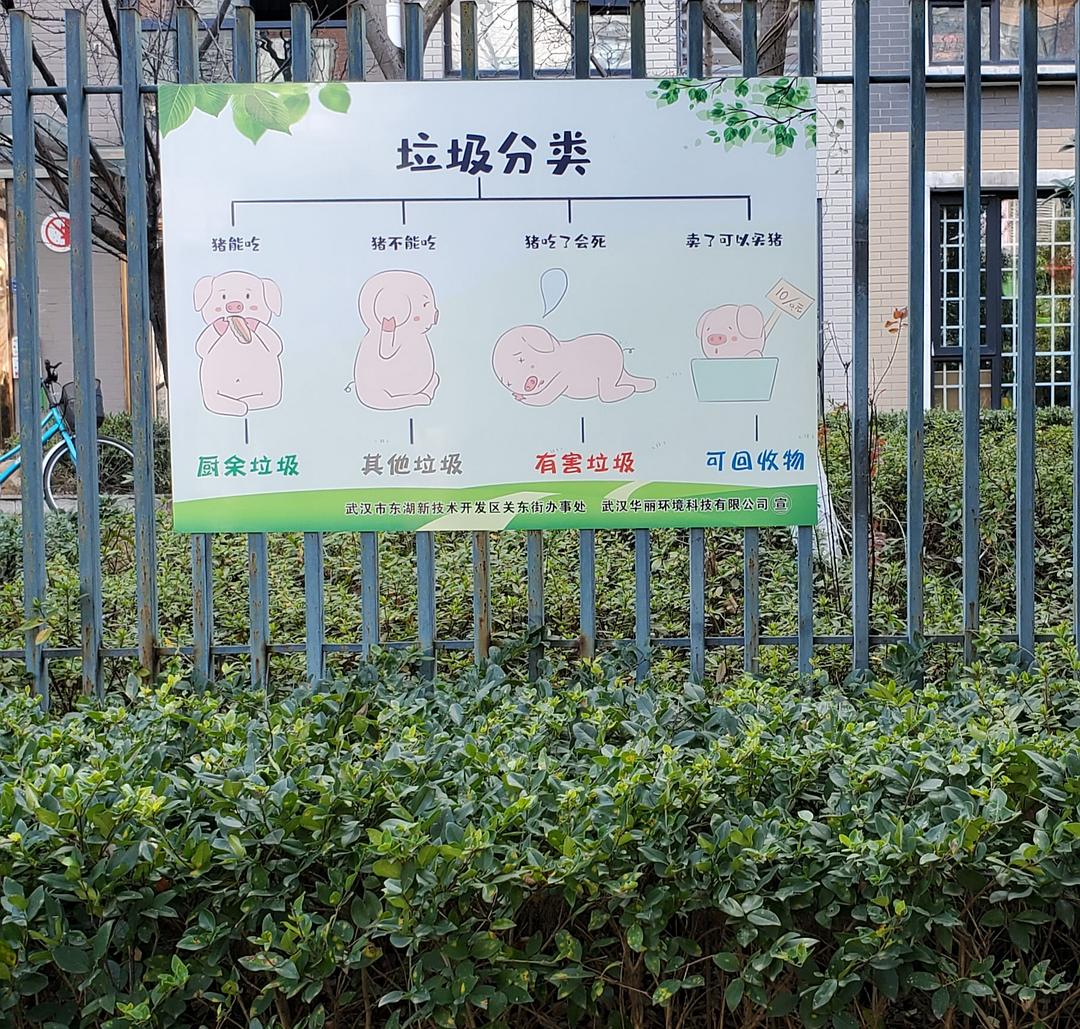 垃圾分类
猪能吃 猪不能吃 猪吃了会死 卖了可以买猪
10/元
厨余垃圾 其他垃圾 有害垃圾 可回收物
武汉市东湖新技术开发区关东街办事处 武汉华丽环境科技有限公司 宣